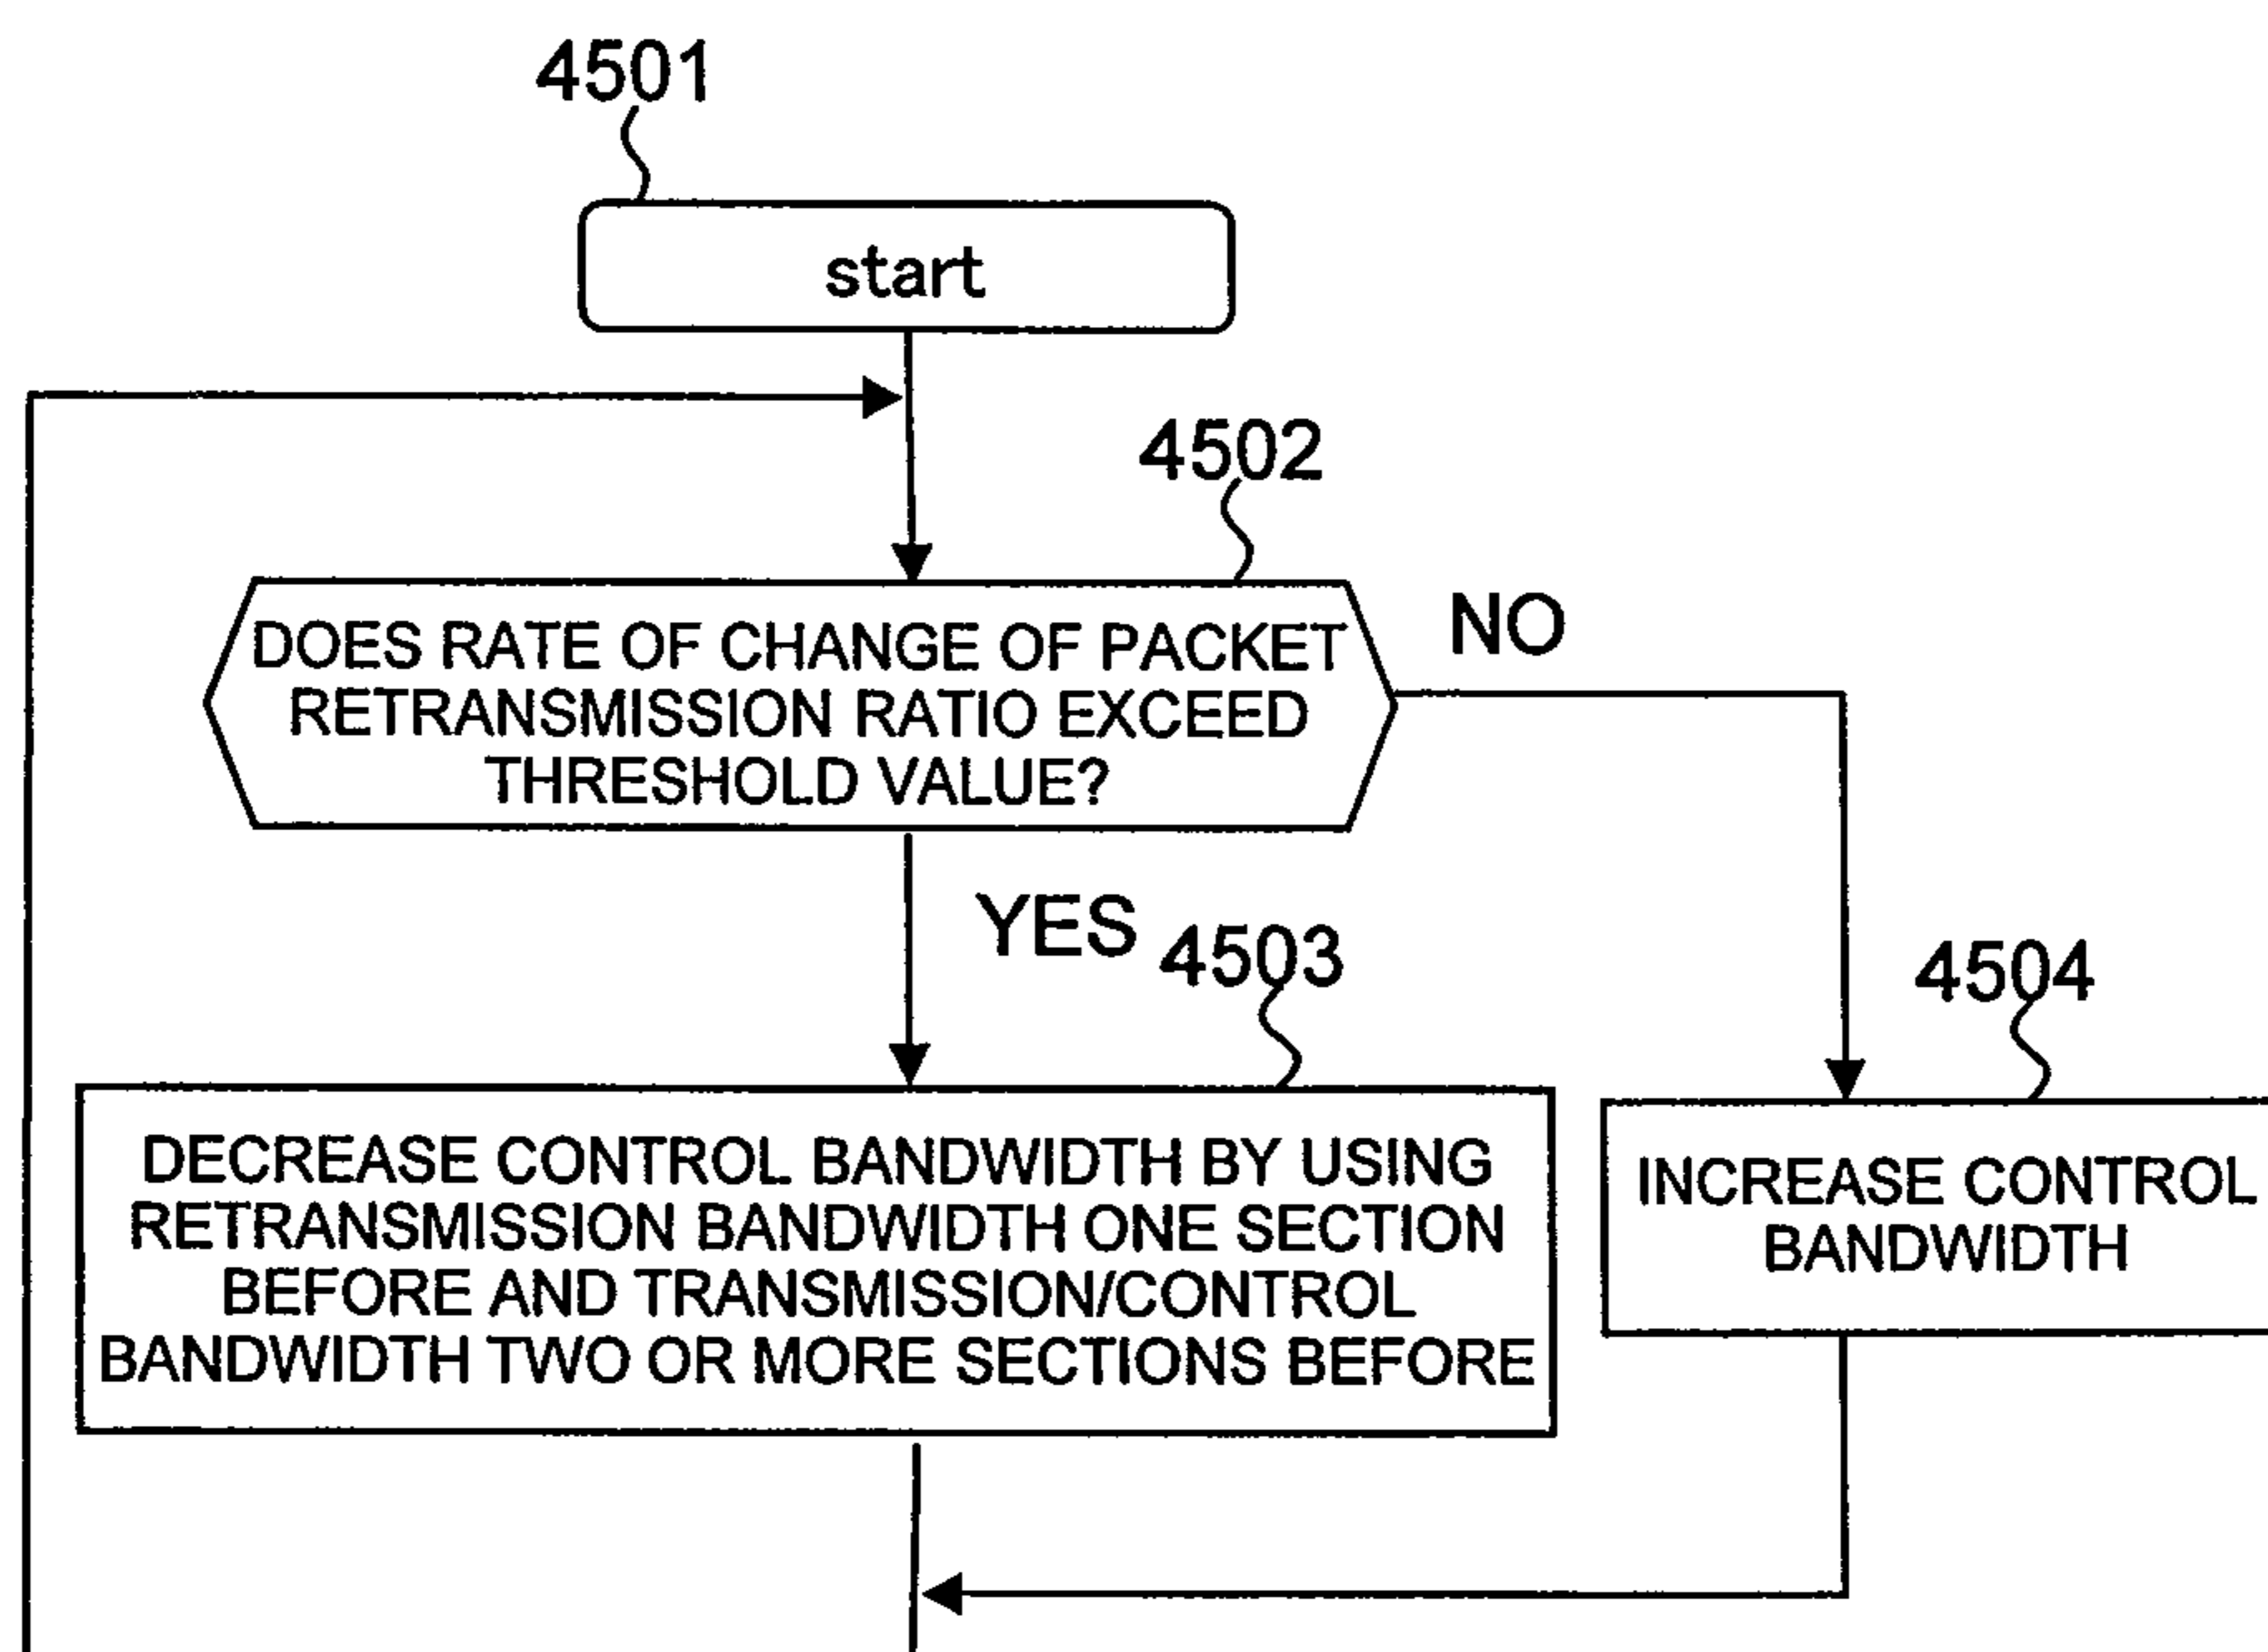 4501
start
4502
DOES RATE OF CHANGE OF PACKET
RETRANSMISSION RATIO EXCEED
THRESHOLD VALUE?
NO
YES
4503
4504
DECREASE CONTROL BANDWIDTH BY USING
RETRANSMISSION BANDWIDTH ONE SECTION
BEFORE AND TRANSMISSION/CONTROL
BANDWIDTH TWO OR MORE SECTIONS BEFORE
INCREASE CONTROL
BANDWIDTH